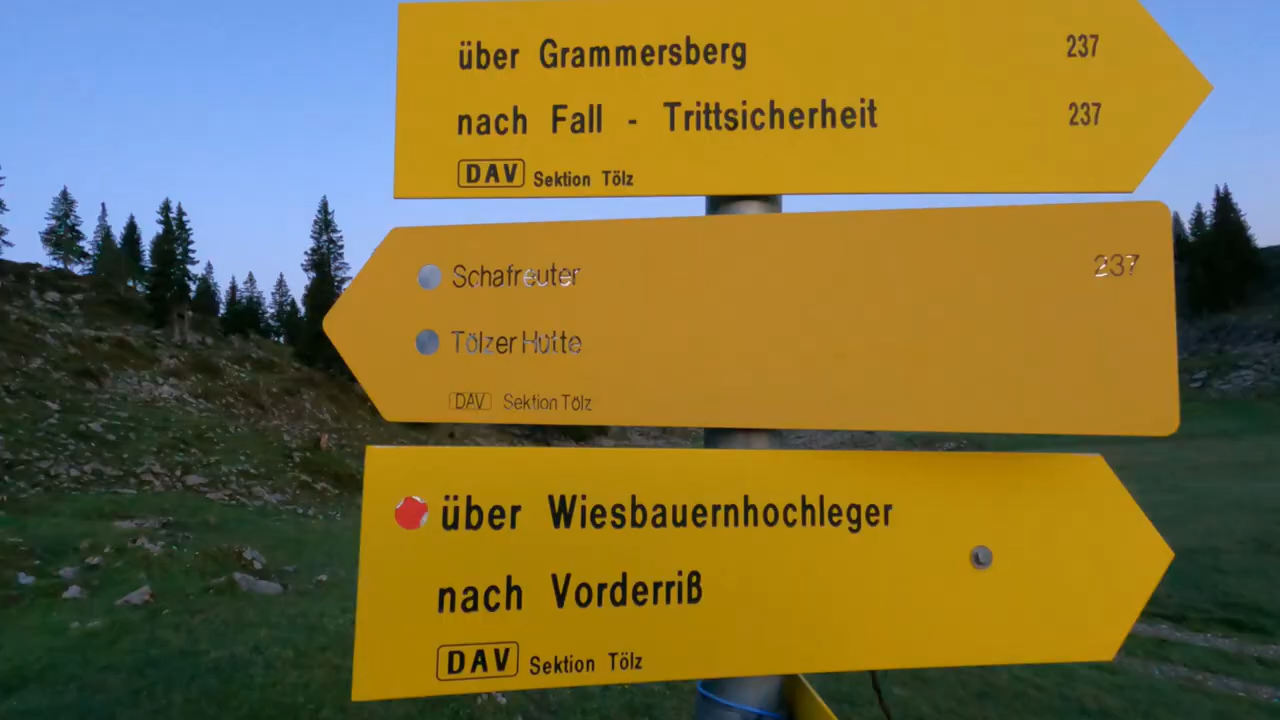 über Grammersberg 237
nach Fall - Trittsicherheit 237
DAV Sektion Tölz
Schafreuter 237
Tölzer Hütte
DAV Sektion Tölz
über Wiesbauernhochleger
nach Vorderriß
DAV Sektion Tölz